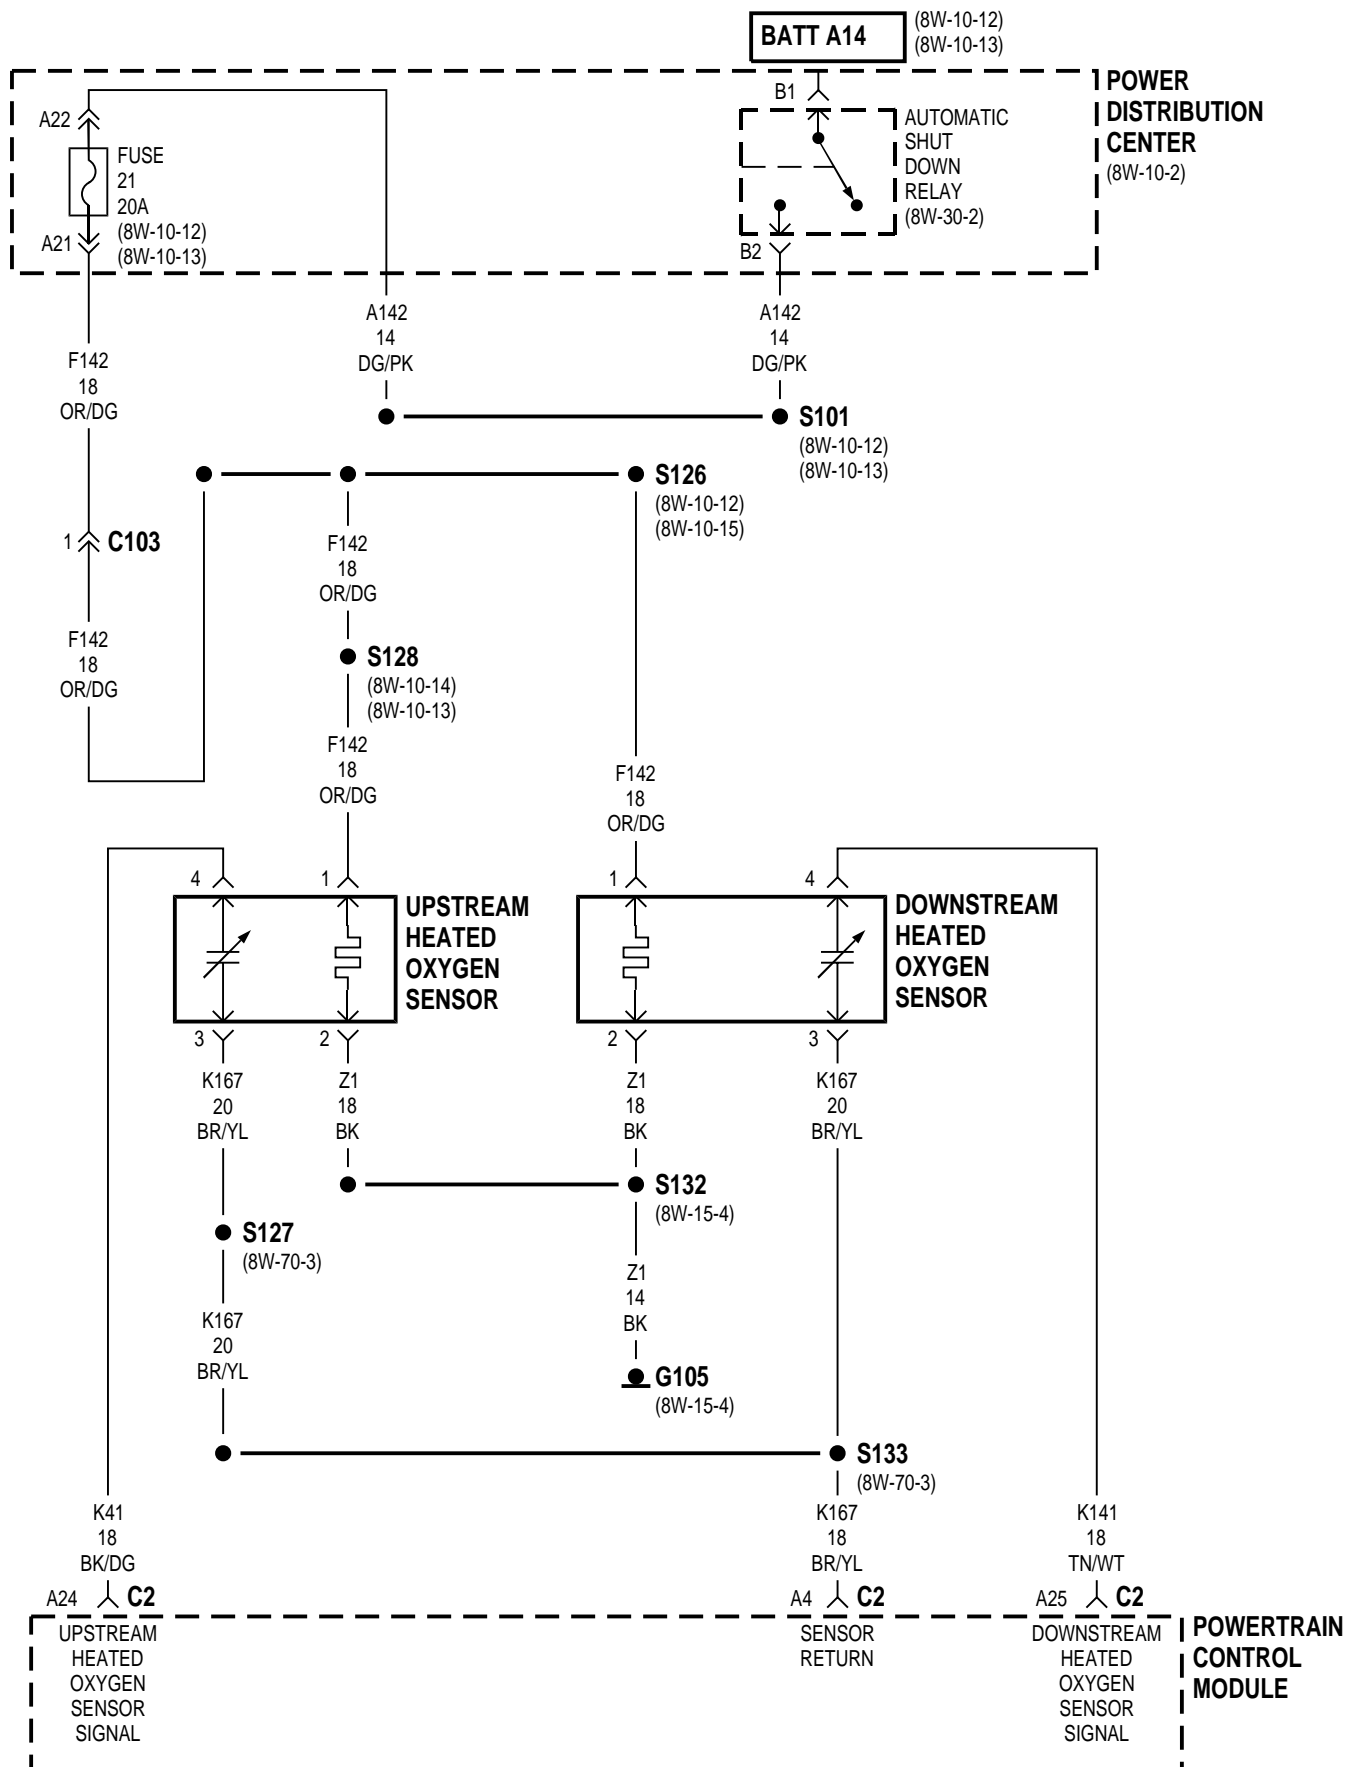 BATT A14
(8W-10-12)
(8W-10-13)
POWER
DISTRIBUTION
CENTER
(8W-10-2)
B1
AUTOMATIC
SHUT
DOWN
RELAY
(8W-30-2)
B2
A22
FUSE
21
20A
(8W-10-12)
(8W-10-13)
A21
A142
14
DG/PK
A142
14
DG/PK
F142
18
OR/DG
S101
(8W-10-12)
(8W-10-13)
S126
(8W-10-12)
(8W-10-15)
1
C103
F142
18
OR/DG
F142
18
OR/DG
S128
(8W-10-14)
(8W-10-13)
F142
18
OR/DG
F142
18
OR/DG
4
1
1
4
UPSTREAM
HEATED
OXYGEN
SENSOR
DOWNSTREAM
HEATED
OXYGEN
SENSOR
3
2
2
3
K167
20
BR/YL
Z1
18
BK
Z1
18
BK
K167
20
BR/YL
S132
(8W-15-4)
S127
(8W-70-3)
Z1
14
BK
K167
20
BR/YL
G105
(8W-15-4)
S133
(8W-70-3)
K41
18
BK/DG
K167
18
BR/YL
K141
18
TN/WT
A24
C2
A4
C2
A25
C2
UPSTREAM
HEATED
OXYGEN
SENSOR
SIGNAL
SENSOR
RETURN
DOWNSTREAM
HEATED
OXYGEN
SENSOR
SIGNAL
POWERTRAIN
CONTROL
MODULE